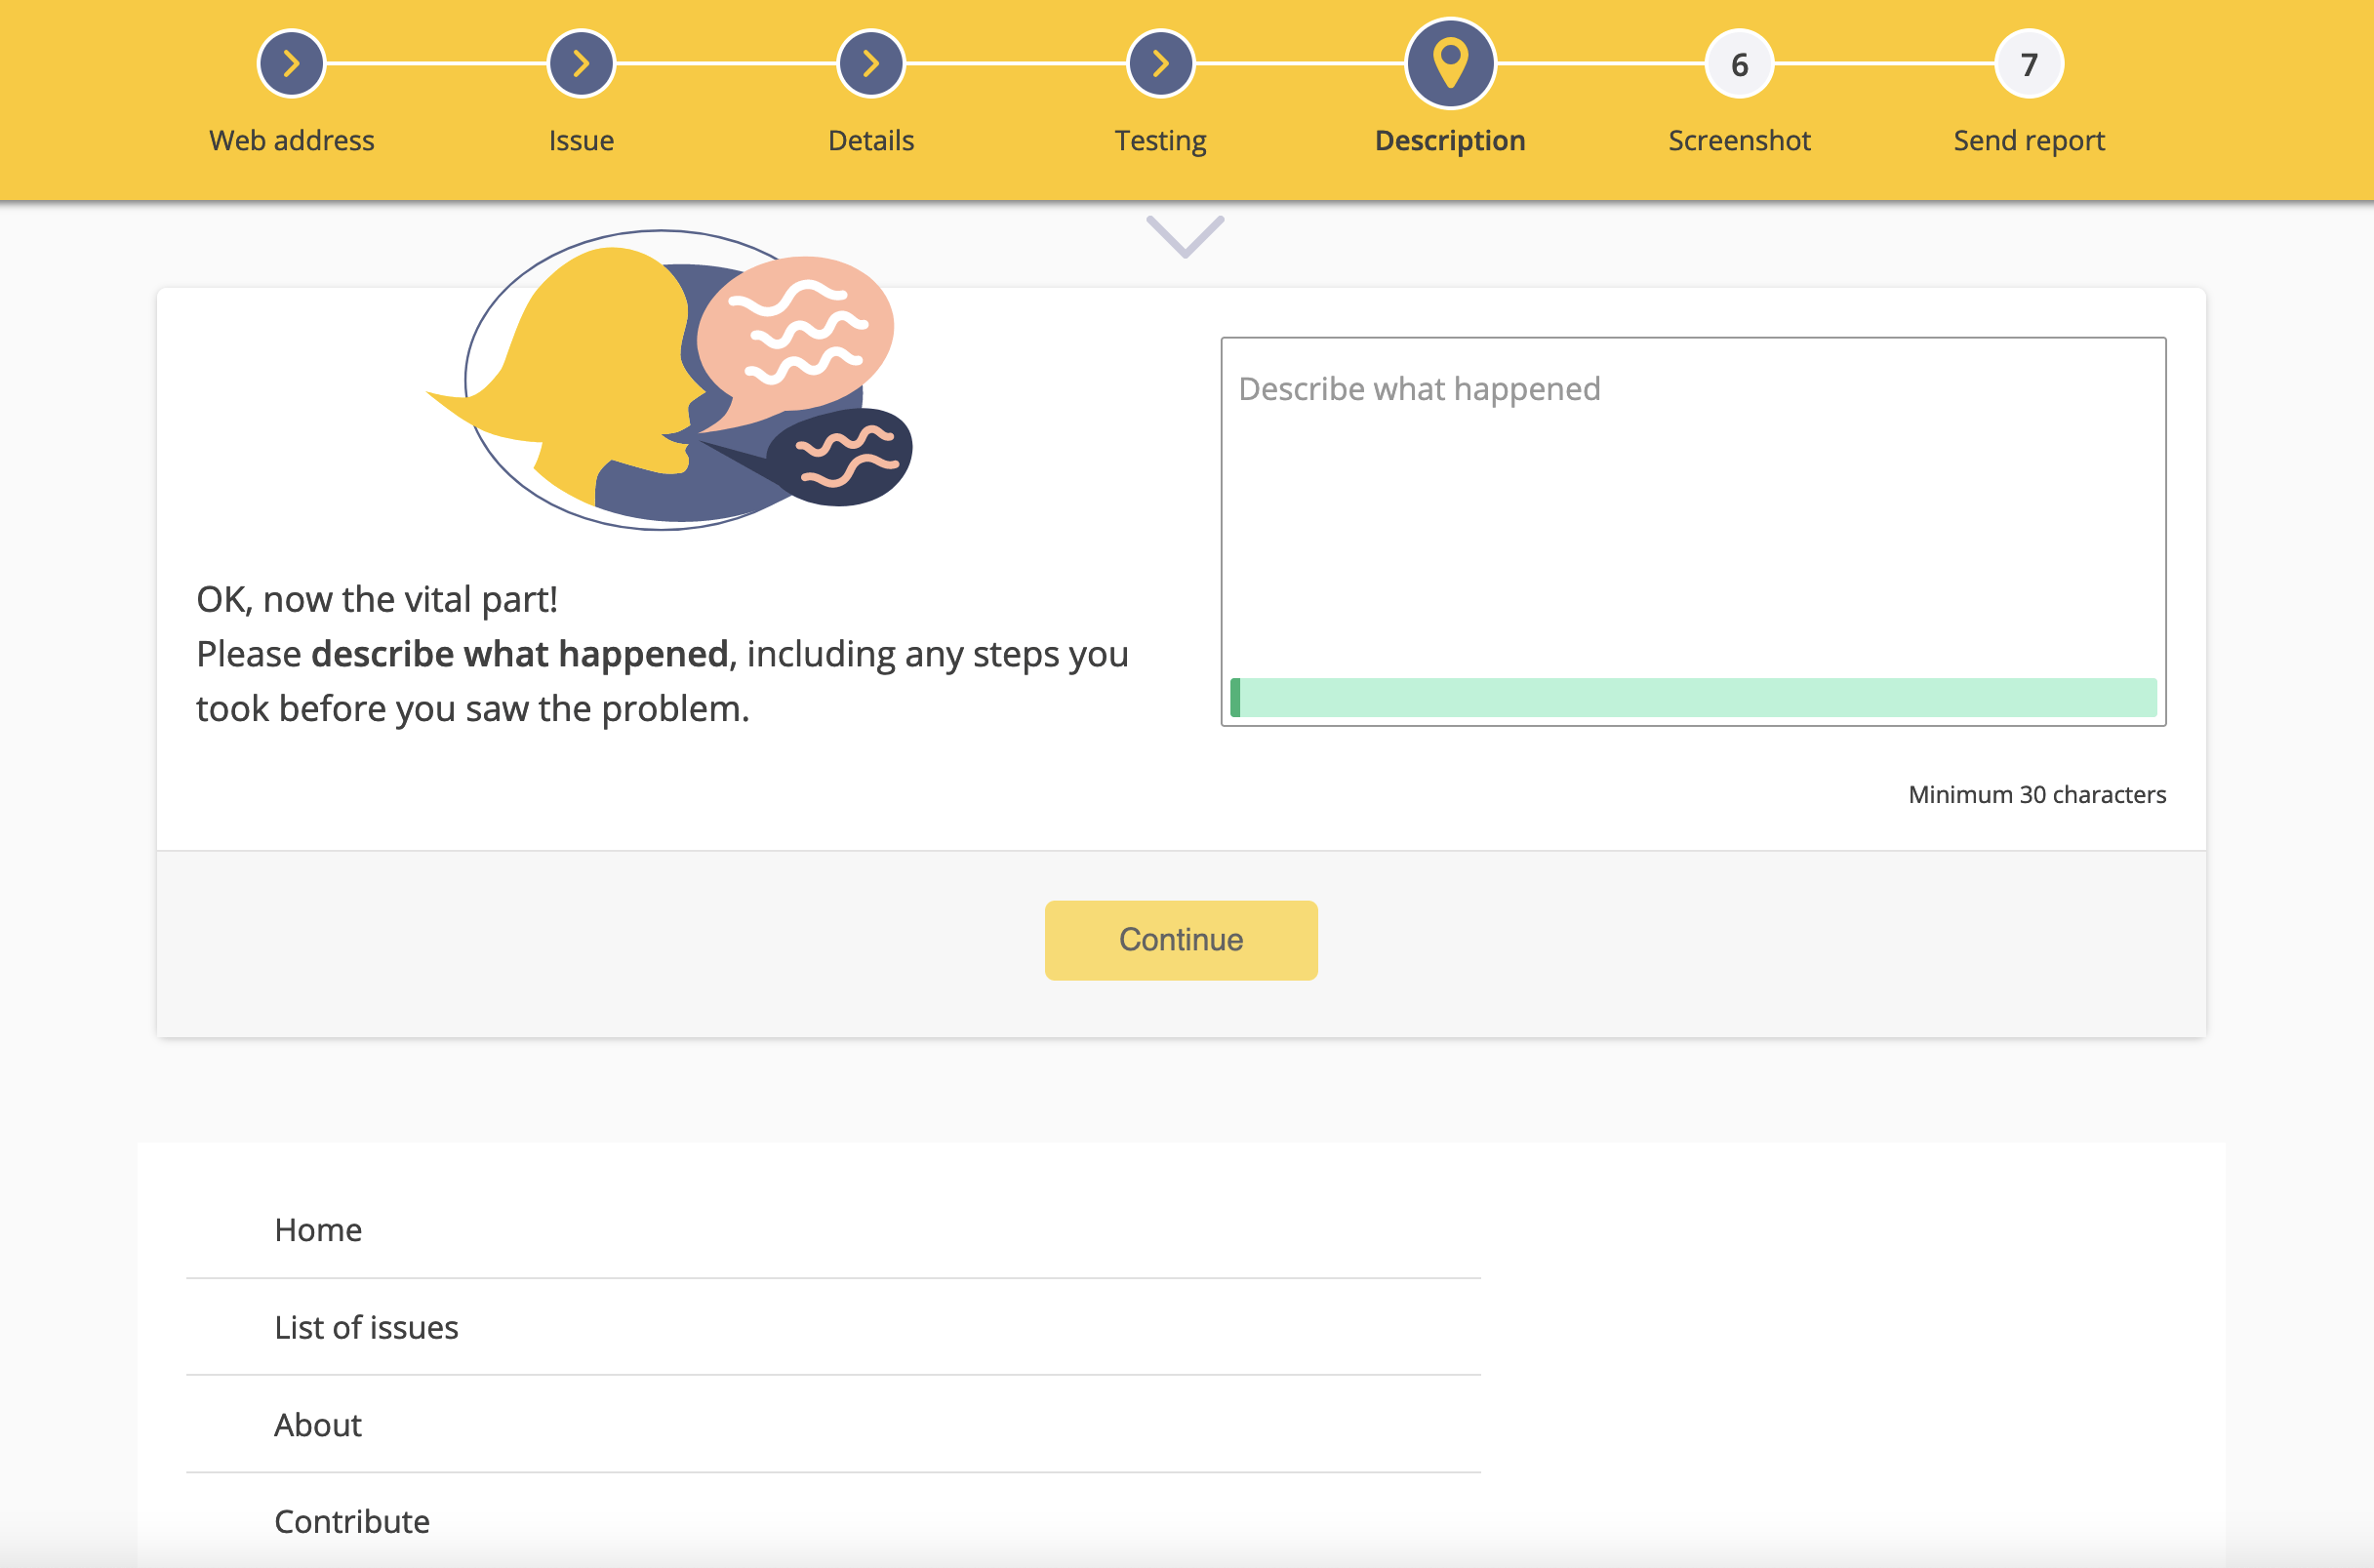 6
7
Web address
Issue
Details
Testing
Description
Screenshot
Send report
OK, now the vital part!
Please describe what happened, including any steps you
took before you saw the problem.
Describe what happened
Minimum 30 characters
Continue
Home
List of issues
About
Contribute